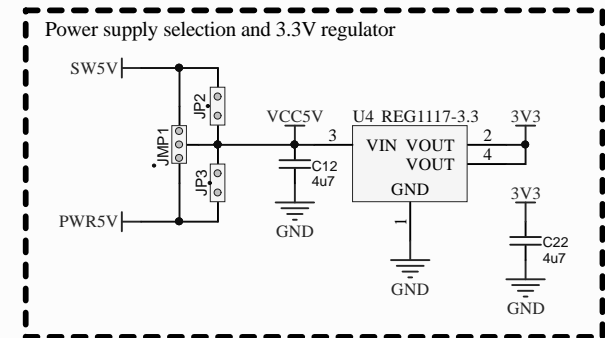 Power supply selection and 3.3V regulator
SW5V
JP2
VCC5V
U4 REG1117-3.3
3V3
JMP1
3
VIN VOUT
2
VOUT
4
C12
4u7
JP3
GND
3V3
PWR5V
GND
1
C22
4u7
GND
GND